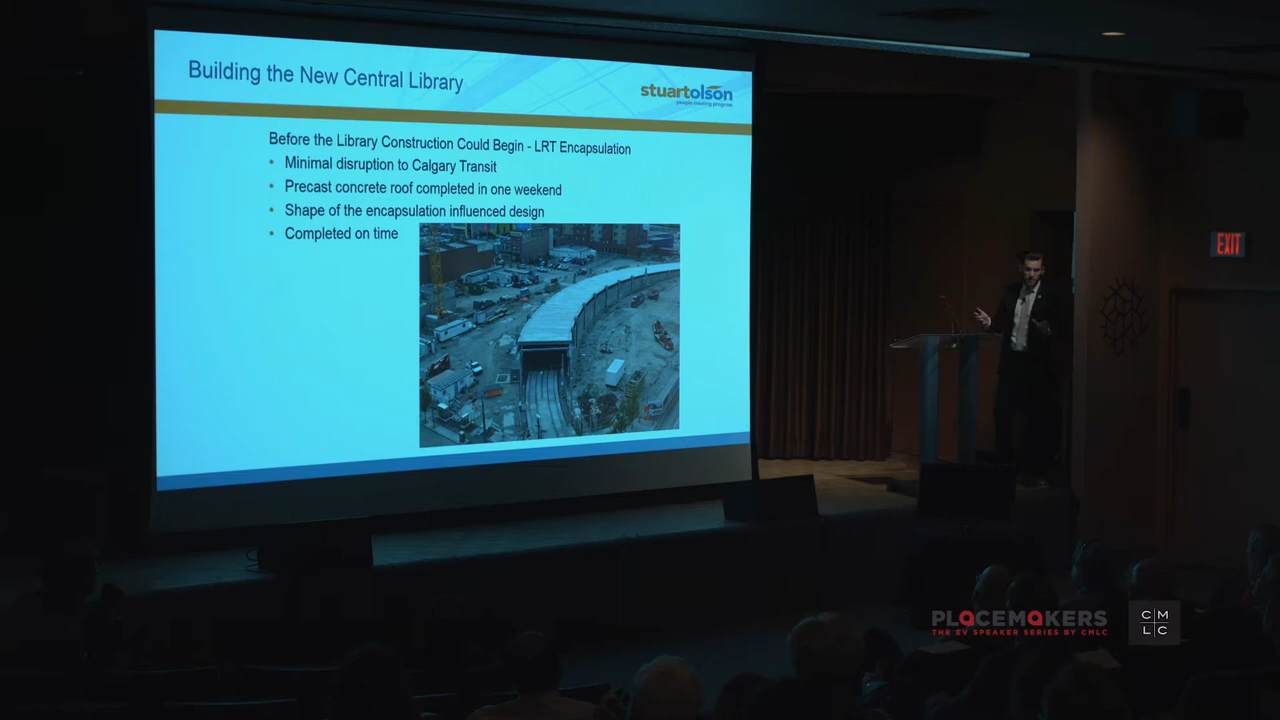 Building the New Central Library
stuartolson
people making progress
Before the Library Construction Could Begin - LRT Encapsulation
• Minimal disruption to Calgary Transit
• Precast concrete roof completed in one weekend
• Shape of the encapsulation influenced design
• Completed on time
EXIT
PLACEMAKERS
THE EV SPEAKER SERIES BY CMLC
CM
LC